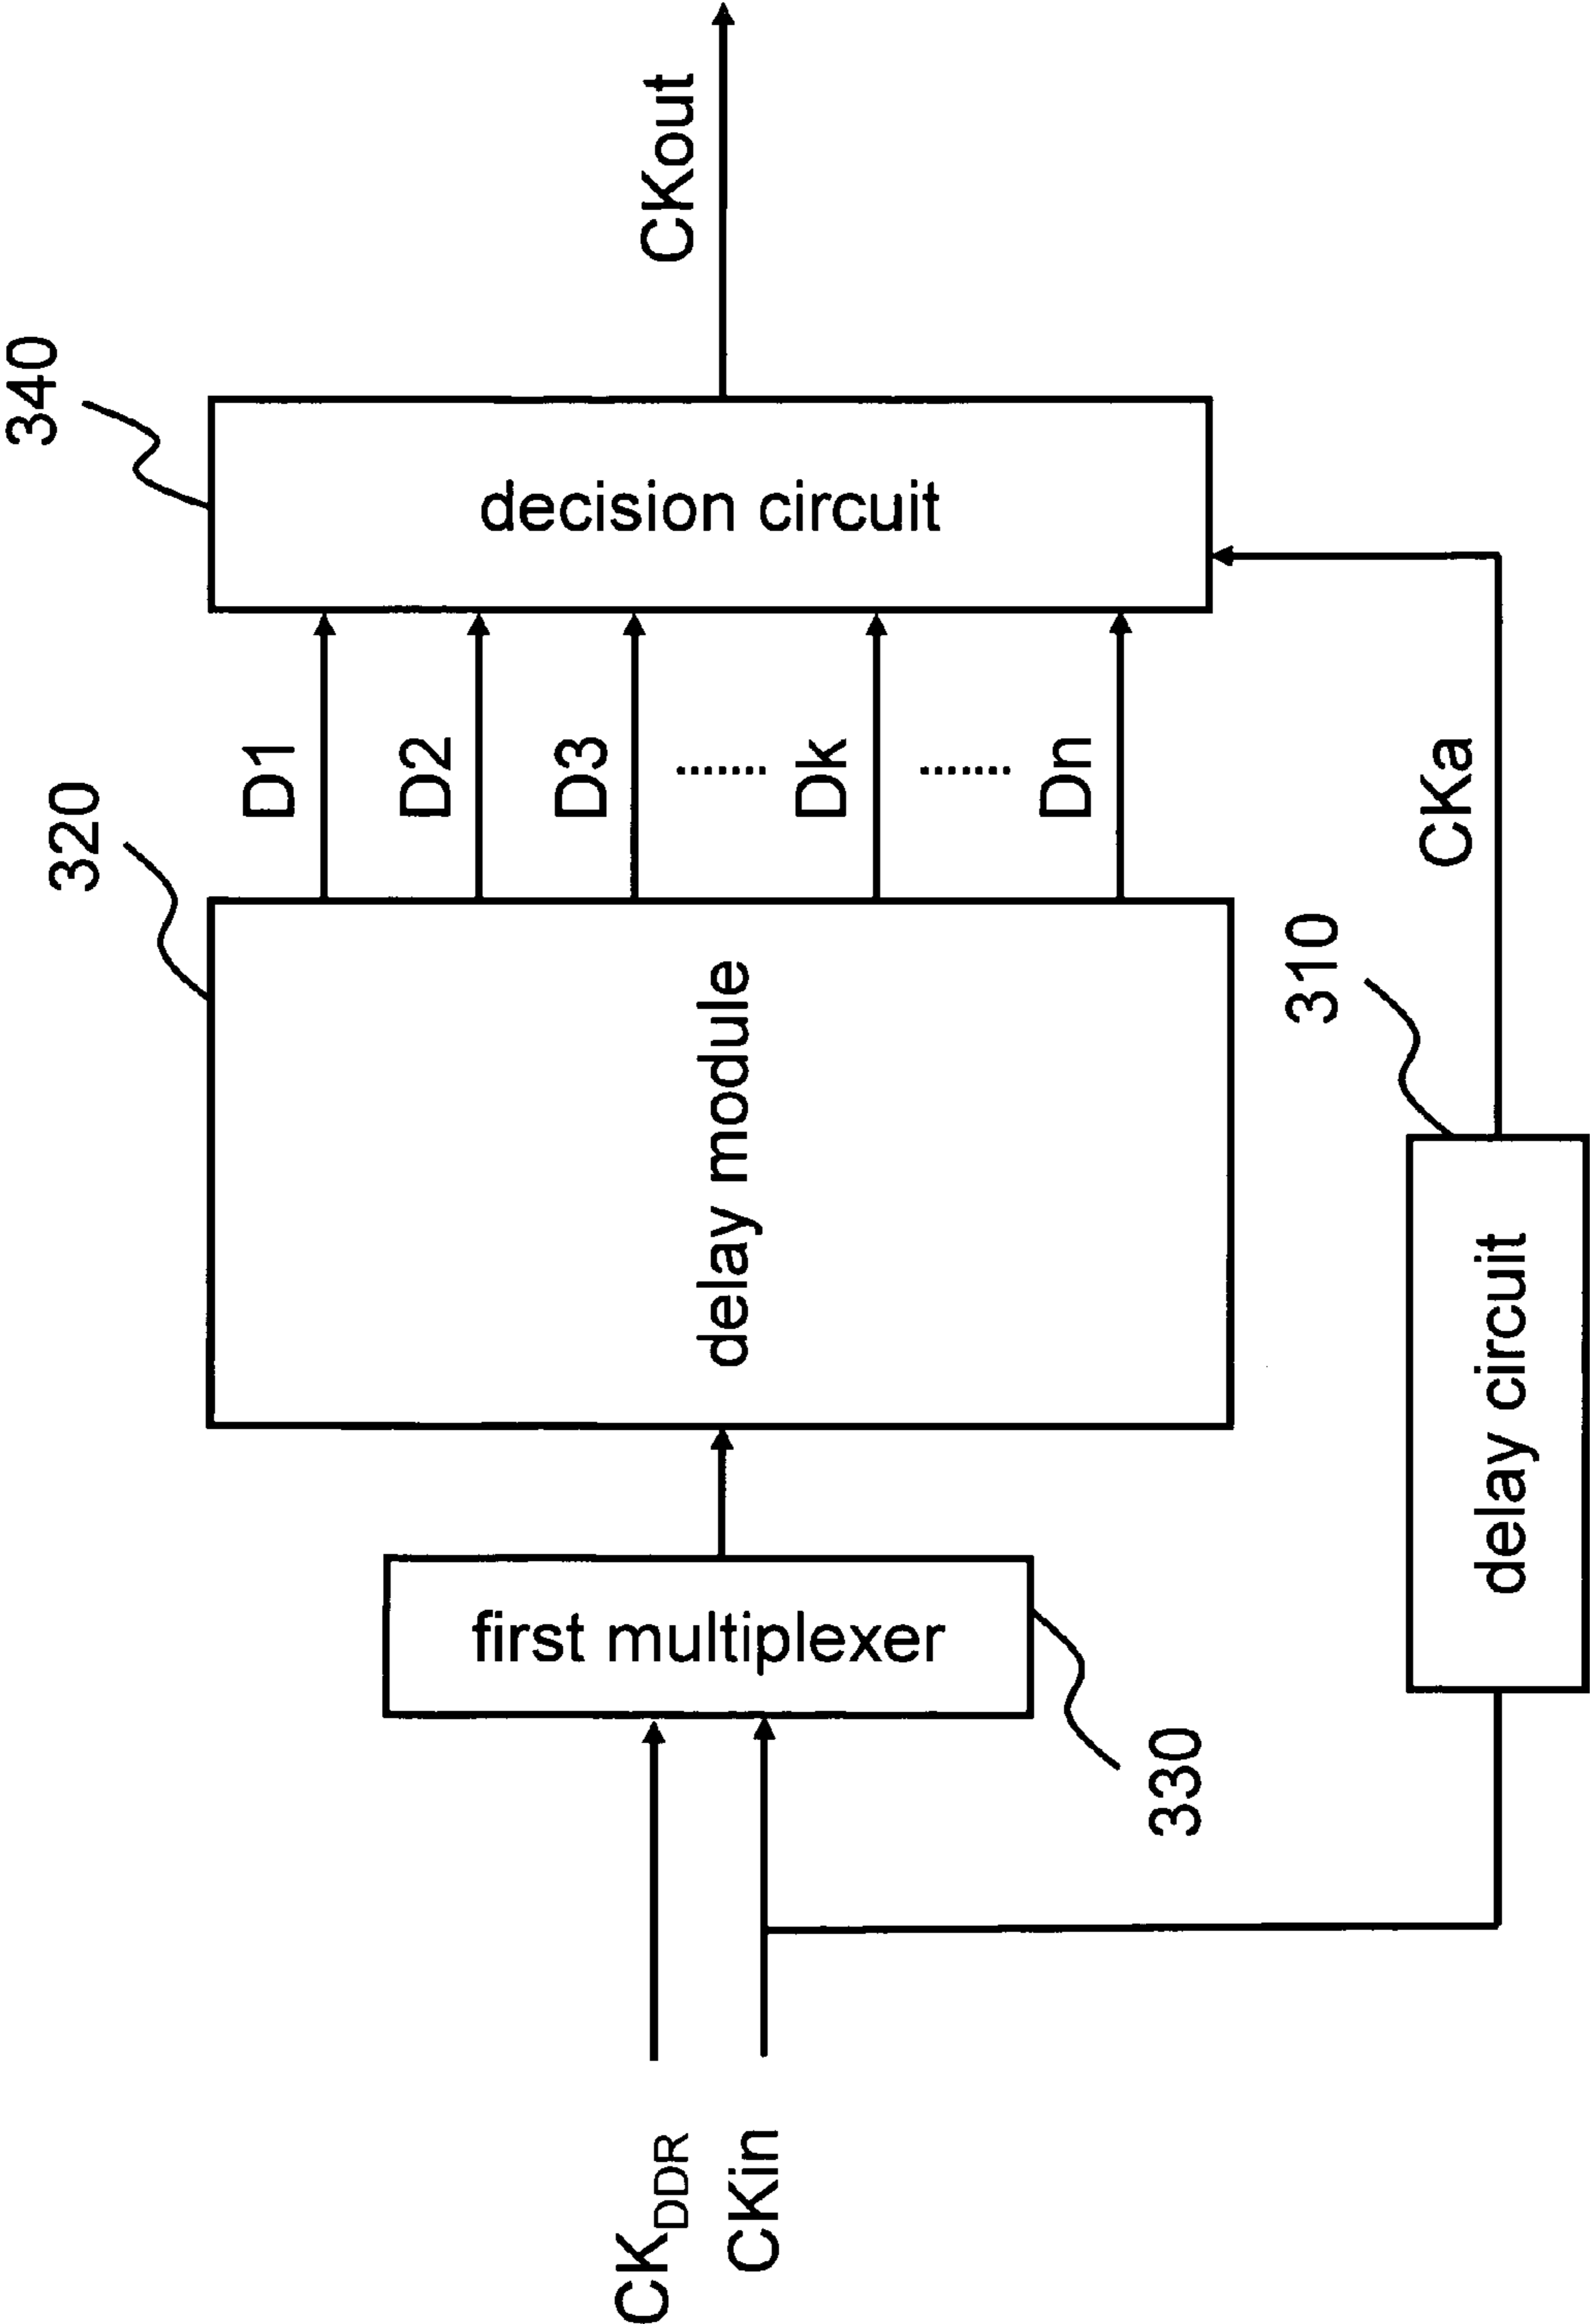 320
340
D1
D2
D3
.......
Dk
.......
Dn
CKout
CK_DDR
CKin
first multiplexer
delay module
decision circuit
330
310
delay circuit
CKa